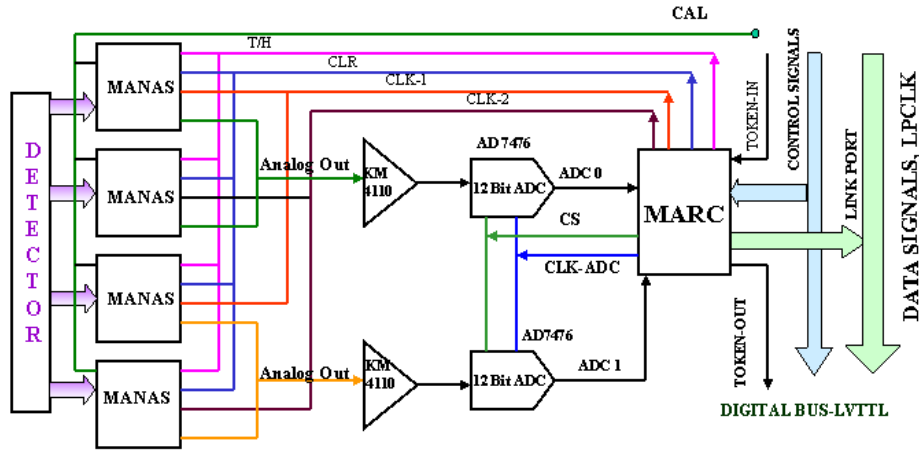 CAL
T/H
CLR
CLK-1
CLK-2
DETECTOR
MANAS
MANAS
MANAS
MANAS
Analog Out
Analog Out
KM 4110
KM 4110
AD 7476
12 Bit ADC
ADC 0
CS
CLK-ADC
AD7476
12 Bit ADC
ADC 1
MARC
TOKEN-IN
CONTROL SIGNALS
LINK PORT
DATA SIGNALS, LPCLK
TOKEN-OUT
DIGITAL BUS-LVTTL